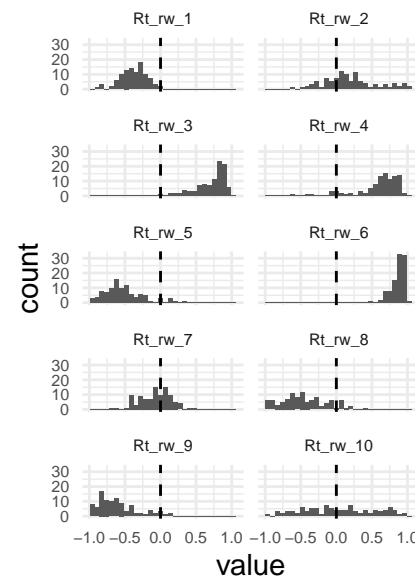 Rt_rw_1 Rt_rw_2
30
20
10
0
Rt_rw_3 Rt_rw_4
30
20
10
0
Rt_rw_5 Rt_rw_6
30
20
10
0
Rt_rw_7 Rt_rw_8
30
20
10
0
Rt_rw_9 Rt_rw_10
30
20
10
0
count
−1.0 −0.5 0.0 0.5 1.0 −1.0 −0.5 0.0 0.5 1.0
value